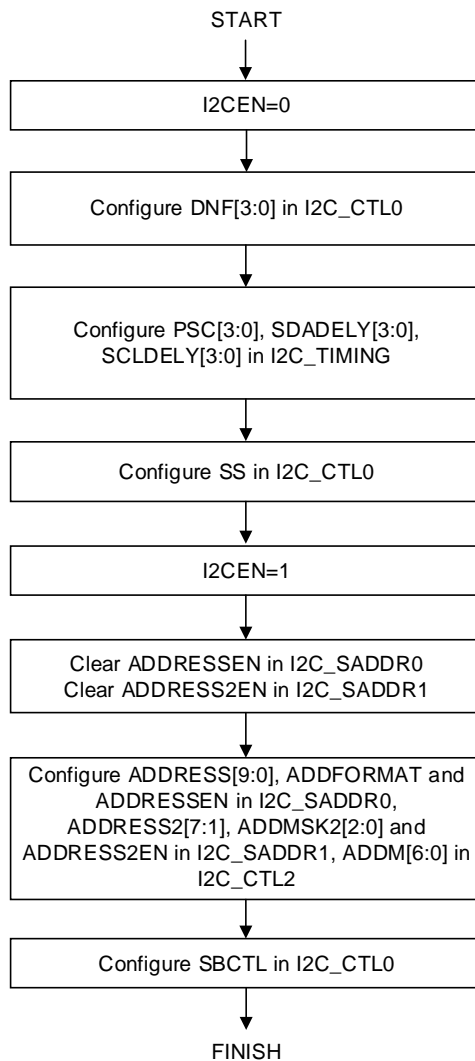 START
I2CEN=0
Configure DNF[3:0] in I2C_CTL0
Configure PSC[3:0], SDADELY[3:0],
SCLDELY[3:0] in I2C_TIMING
Configure SS in I2C_CTL0
I2CEN=1
Clear ADDRESSEN in I2C_SADDR0
Clear ADDRESS2EN in I2C_SADDR1
Configure ADDRESS[9:0], ADDFORMAT and
ADDRESSEN in I2C_SADDR0,
ADDRESS2[7:1], ADDMSK2[2:0] and
ADDRESS2EN in I2C_SADDR1, ADDM[6:0] in
I2C_CTL2
Configure SBCTL in I2C_CTL0
FINISH